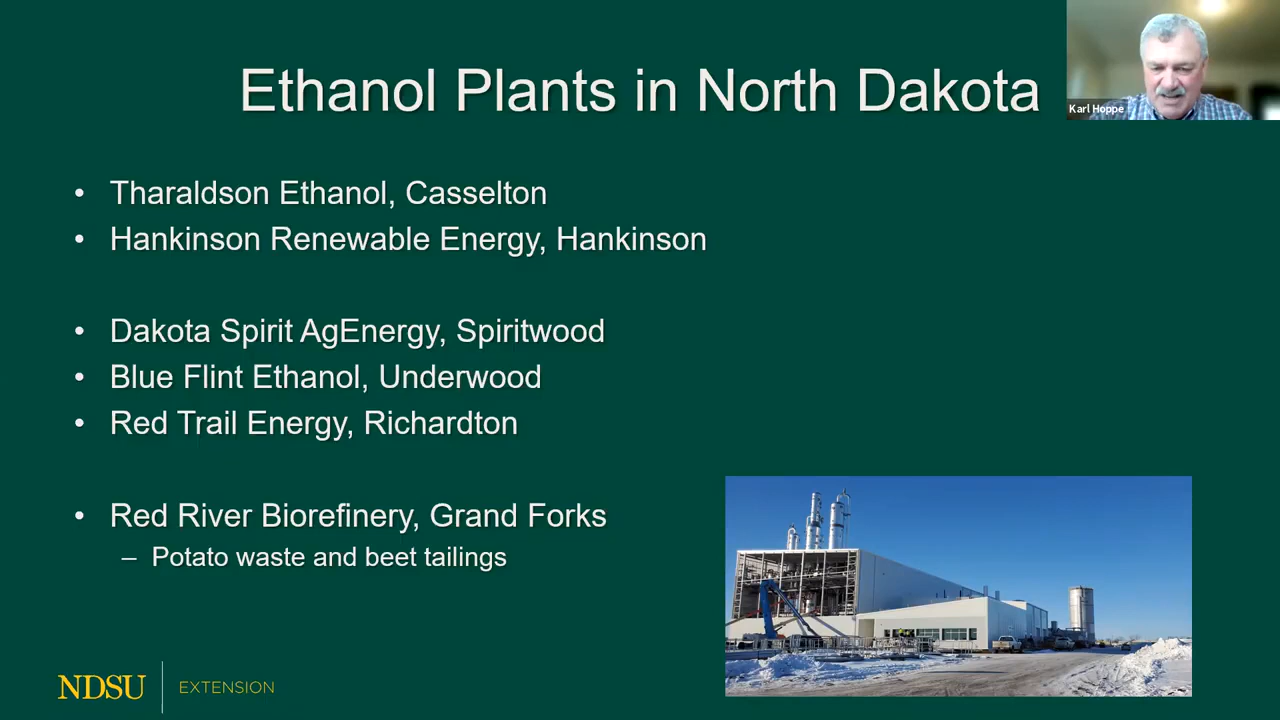 Ethanol Plants in North Dakota
Karl Hoppe
• Tharaldson Ethanol, Casselton
• Hankinson Renewable Energy, Hankinson
• Dakota Spirit AgEnergy, Spiritwood
• Blue Flint Ethanol, Underwood
• Red Trail Energy, Richardton
• Red River Biorefinery, Grand Forks
– Potato waste and beet tailings
NDSU EXTENSION